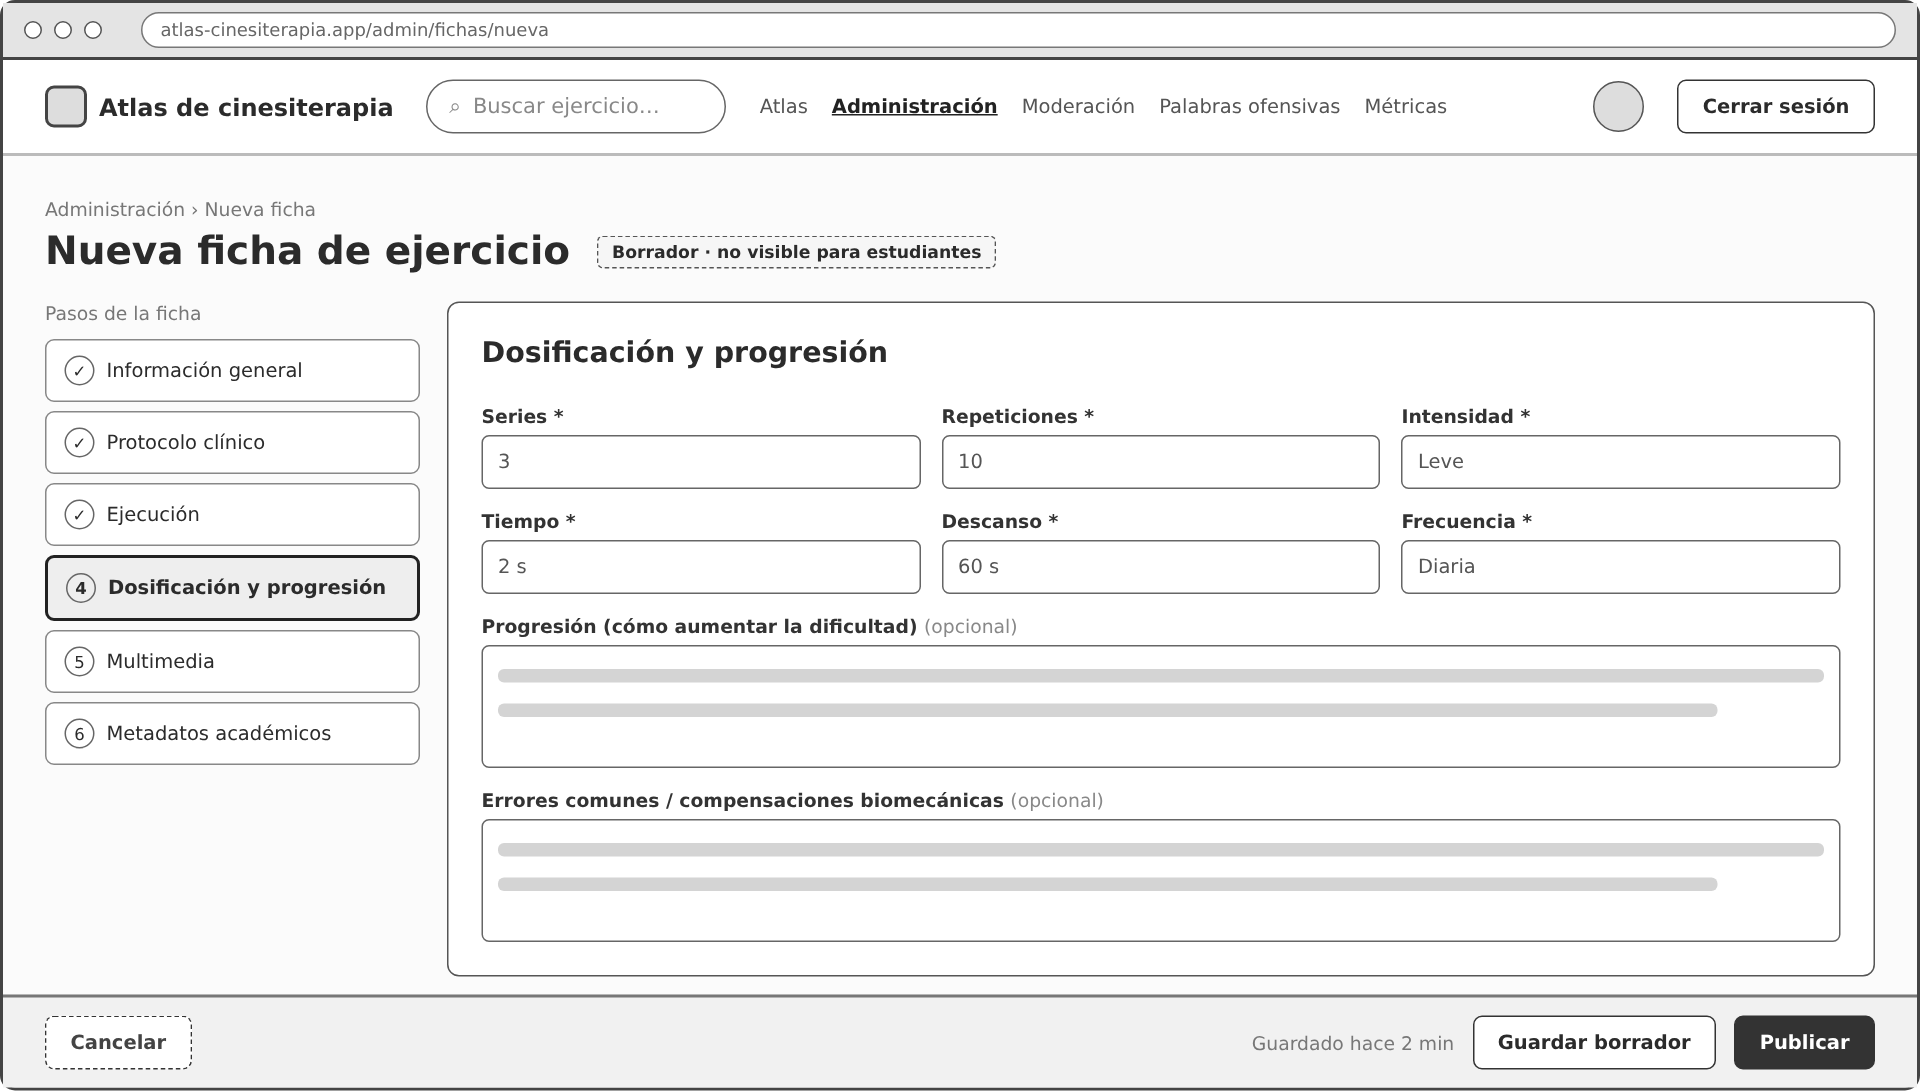 atlas-cinesiterapia.app/admin/fichas/nueva
Atlas de cinesiterapia
Buscar ejercicio...
Atlas
Administración
Moderación
Palabras ofensivas
Métricas
Cerrar sesión
Administración › Nueva ficha
Nueva ficha de ejercicio
Borrador · no visible para estudiantes
Pasos de la ficha
✓ Información general
✓ Protocolo clínico
✓ Ejecución
4 Dosificación y progresión
5 Multimedia
6 Metadatos académicos
Dosificación y progresión
Series *
Repeticiones *
Intensidad *
3
10
Leve
Tiempo *
Descanso *
Frecuencia *
2 s
60 s
Diaria
Progresión (cómo aumentar la dificultad) (opcional)
Errores comunes / compensaciones biomecánicas (opcional)
Cancelar
Guardado hace 2 min
Guardar borrador
Publicar